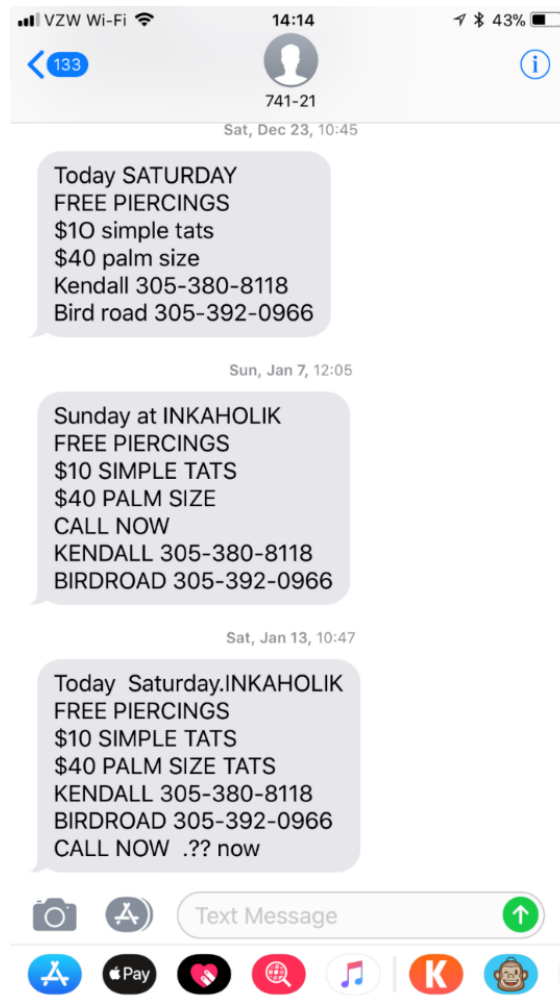 VZW Wi-Fi 14:14 43%
133
741-21
Sat, Dec 23, 10:45
Today SATURDAY
FREE PIERCINGS
$1O simple tats
$40 palm size
Kendall 305-380-8118
Bird road 305-392-0966
Sun, Jan 7, 12:05
Sunday at INKAHOLIK
FREE PIERCINGS
$10 SIMPLE TATS
$40 PALM SIZE
CALL NOW
KENDALL 305-380-8118
BIRDROAD 305-392-0966
Sat, Jan 13, 10:47
Today  Saturday.INKAHOLIK
FREE PIERCINGS
$10 SIMPLE TATS
$40 PALM SIZE TATS
KENDALL 305-380-8118
BIRDROAD 305-392-0966
CALL NOW  .?? now
Text Message
Pay K